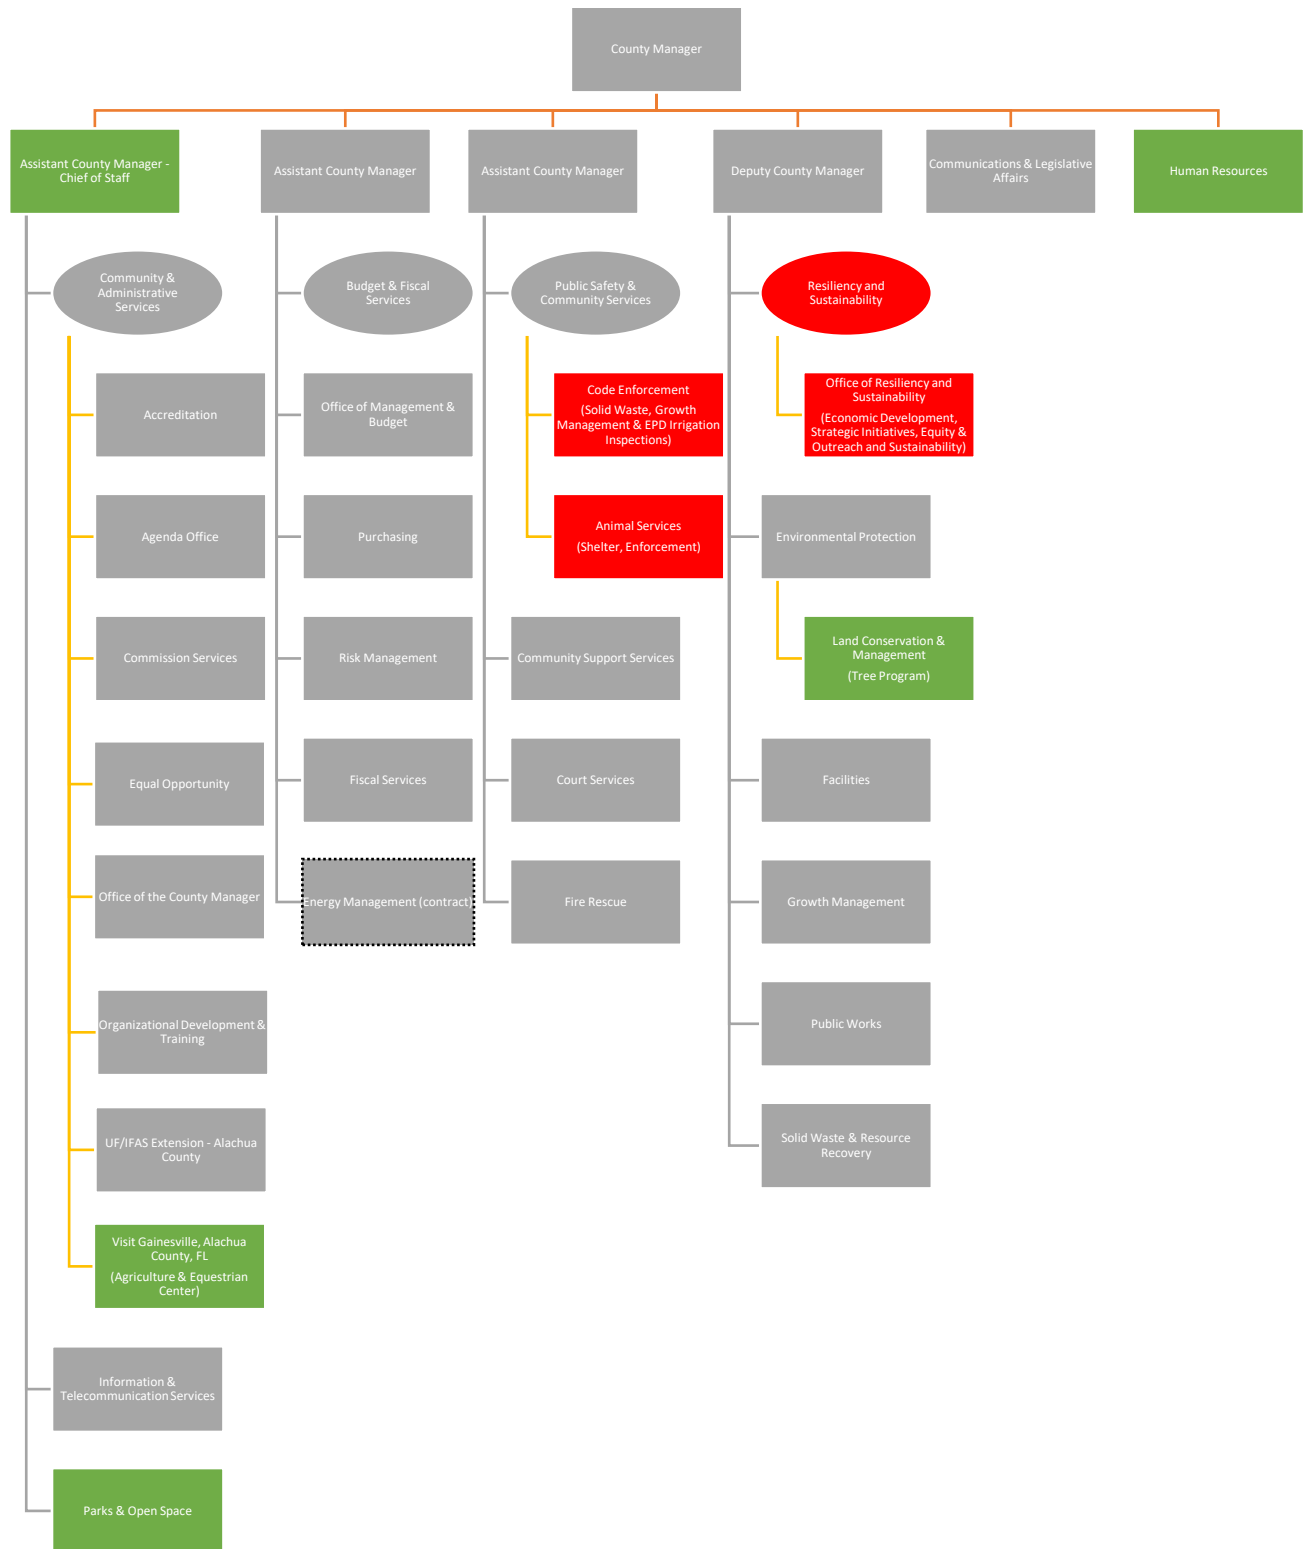 County Manager
Assistant County Manager -
Chief of Staff
Assistant County Manager
Assistant County Manager
Deputy County Manager
Communications & Legislative
Affairs
Human Resources
Community &
Administrative
Services
Budget & Fiscal
Services
Public Safety &
Community Services
Resiliency and
Sustainability
Accreditation
Office of Management &
Budget
Code Enforcement
(Solid Waste, Growth
Management & EPD Irrigation
Inspections)
Office of Resiliency and
Sustainability
(Economic Development,
Strategic Initiatives, Equity &
Outreach and Sustainability)
Agenda Office
Purchasing
Animal Services
(Shelter, Enforcement)
Environmental Protection
Commission Services
Risk Management
Community Support Services
Land Conservation &
Management
(Tree Program)
Equal Opportunity
Fiscal Services
Court Services
Facilities
Office of the County Manager
Energy Management (contract)
Fire Rescue
Growth Management
Organizational Development &
Training
Public Works
UF/IFAS Extension - Alachua
County
Solid Waste & Resource
Recovery
Visit Gainesville, Alachua
County, FL
(Agriculture & Equestrian
Center)
Information &
Telecommunication Services
Parks & Open Space